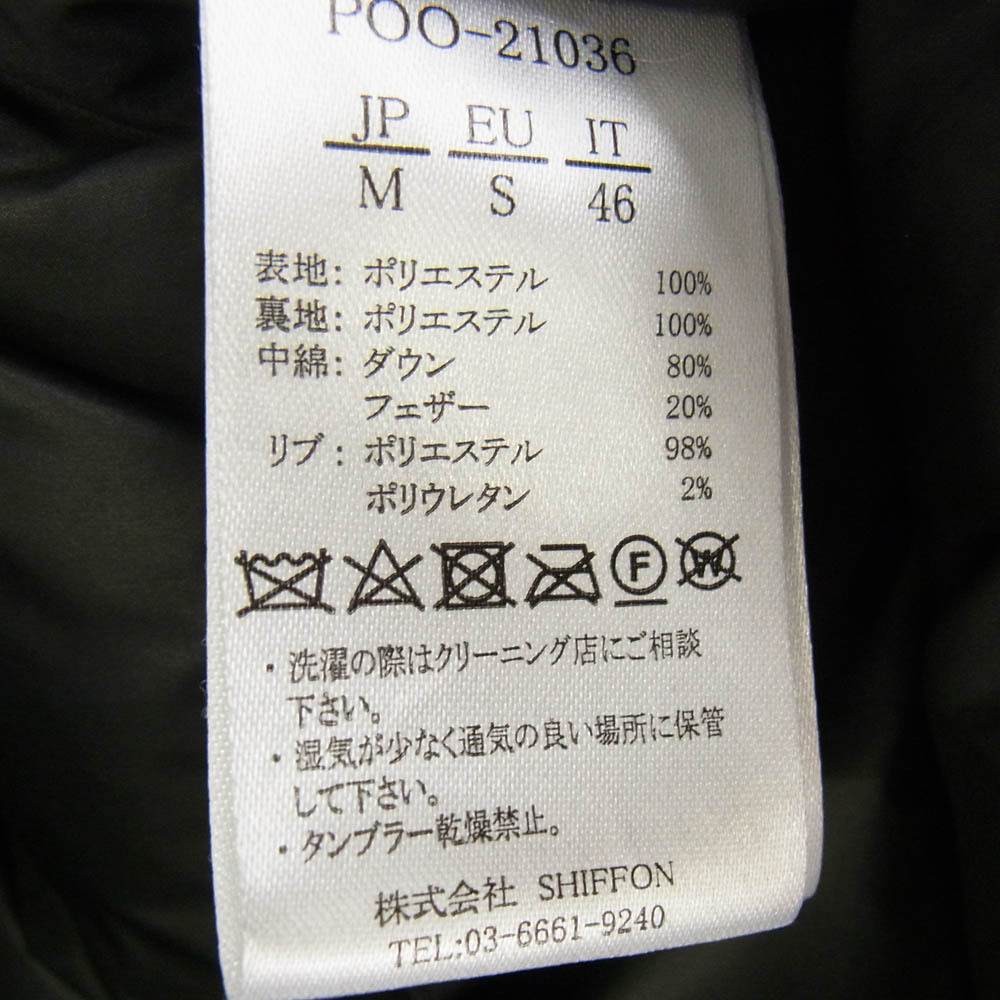 POO-21036
JP EU IT
M S 46
表地: ポリエステル 100%
裏地: ポリエステル 100%
中綿: ダウン 80%
フェザー 20%
リブ: ポリエステル 98%
ポリウレタン 2%
F W
・洗濯の際はクリーニング店にご相談
下さい。
・湿気が少なく通気の良い場所に保管
して下さい。
・タンブラー乾燥禁止。
株式会社 SHIFFON
TEL:03-6661-9240